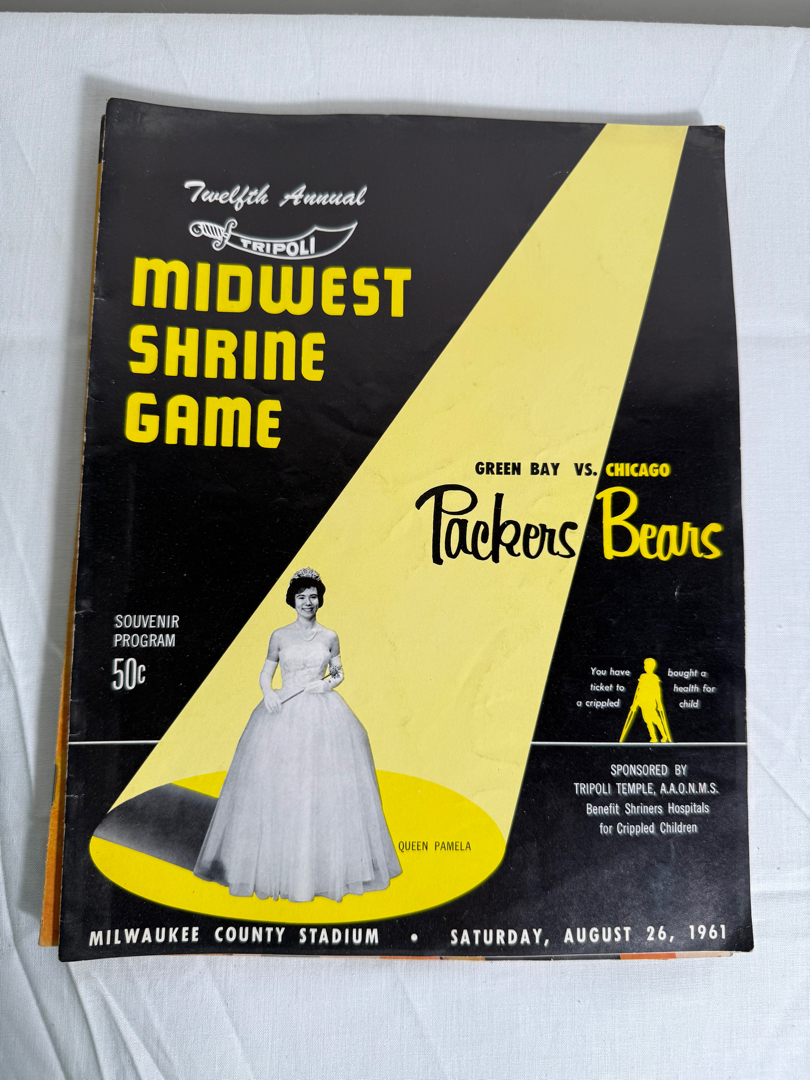 Twelfth Annual
TRIPOLI
MIDWEST
SHRINE
GAME
GREEN BAY VS. CHICAGO
Packers Bears
SOUVENIR
PROGRAM
50c
You have bought a
ticket to health for
a crippled child
SPONSORED BY
TRIPOLI TEMPLE, A.A.O.N.M.S.
Benefit Shriners Hospitals
for Crippled Children
QUEEN PAMELA
MILWAUKEE COUNTY STADIUM • SATURDAY, AUGUST 26, 1961